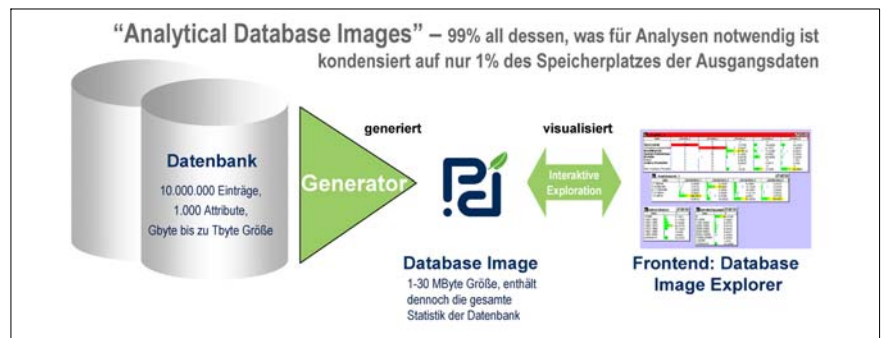 “Analytical Database Images” – 99% all dessen, was für Analysen notwendig ist
kondensiert auf nur 1% des Speicherplatzes der Ausgangsdaten
generiert
visualisiert
Datenbank
10.000.000 Einträge,
1.000 Attribute,
Gbyte bis zu Tbyte Größe
Generator
Interaktive
Exploration
Database Image
1-30 MByte Größe, enthält
dennoch die gesamte
Statistik der Datenbank
Frontend: Database
Image Explorer